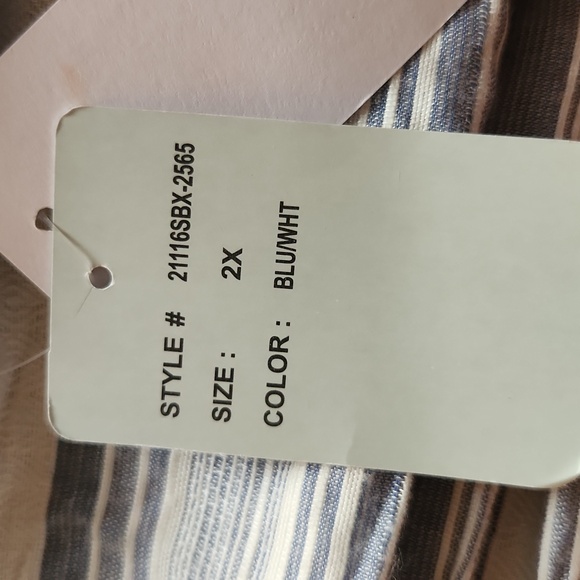 STYLE # 21116SBX-2565
SIZE : 2X
COLOR : BLU/WHT